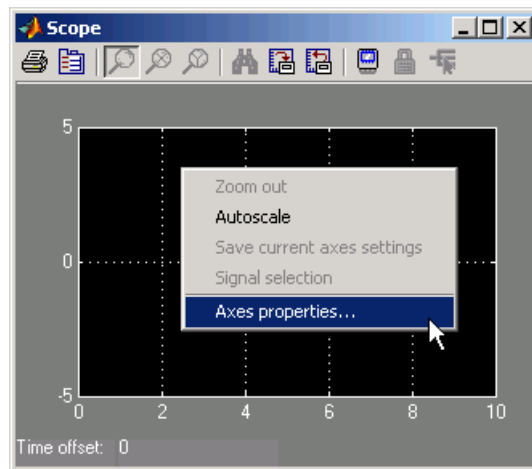 Scope
5
Zoom out
Autoscale
Save current axes settings
0
Signal selection
Axes properties...
-5
0 2 4 6 8 10
Time offset: 0